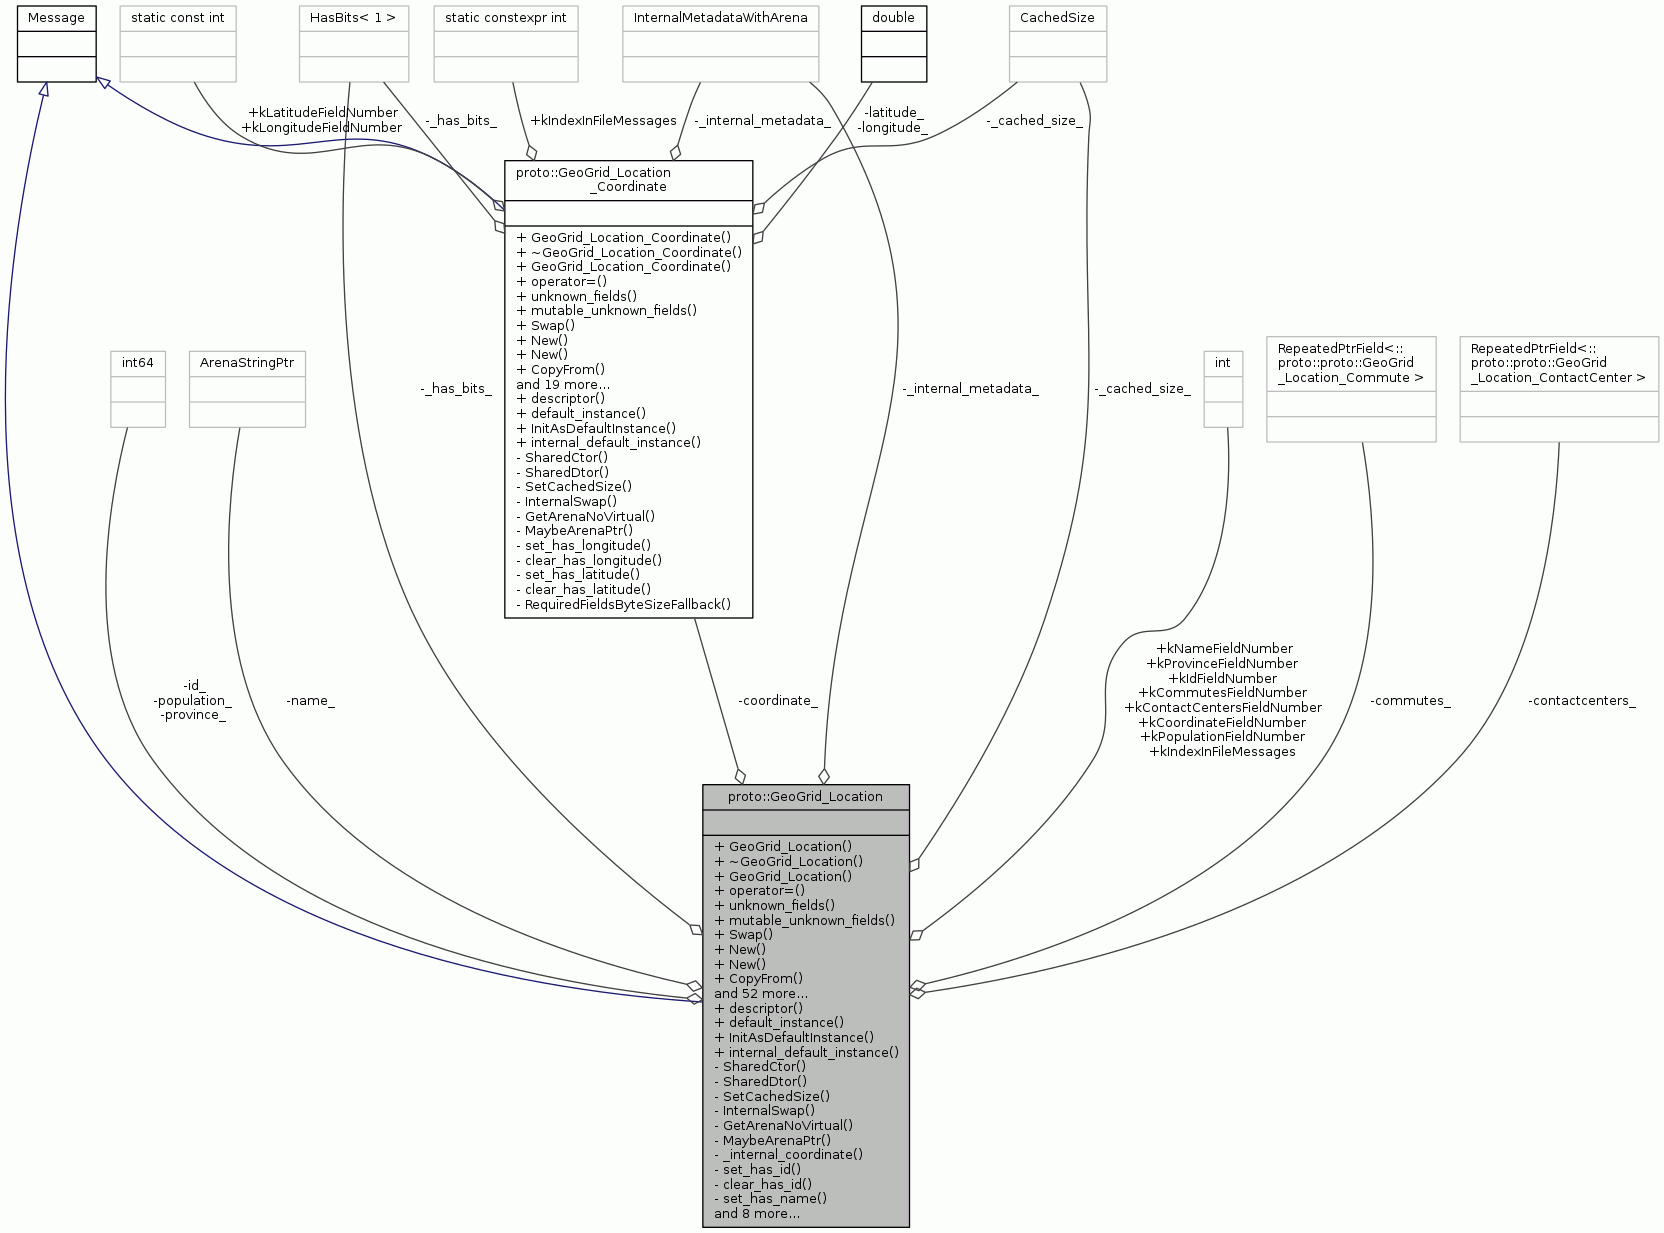 Message
static const int
HasBits< 1 >
static constexpr int
InternalMetadataWithArena
double
CachedSize
+kLatitudeFieldNumber
+kLongitudeFieldNumber
-_has_bits_
+kIndexInFileMessages
-_internal_metadata_
-latitude_
-longitude_
-_cached_size_
proto::GeoGrid_Location
_Coordinate
+ GeoGrid_Location_Coordinate()
+ ~GeoGrid_Location_Coordinate()
+ GeoGrid_Location_Coordinate()
+ operator=()
+ unknown_fields()
+ mutable_unknown_fields()
+ Swap()
+ New()
+ New()
+ CopyFrom()
and 19 more...
+ descriptor()
+ default_instance()
+ InitAsDefaultInstance()
+ internal_default_instance()
- SharedCtor()
- SharedDtor()
- SetCachedSize()
- InternalSwap()
- GetArenaNoVirtual()
- MaybeArenaPtr()
- set_has_longitude()
- clear_has_longitude()
- set_has_latitude()
- clear_has_latitude()
- RequiredFieldsByteSizeFallback()
int64
ArenaStringPtr
-_has_bits_
-_internal_metadata_
-_cached_size_
int
RepeatedPtrField<::
proto::proto::GeoGrid
_Location_Commute >
RepeatedPtrField<::
proto::proto::GeoGrid
_Location_ContactCenter >
-id_
-population_
-province_
-name_
-coordinate_
+kNameFieldNumber
+kProvinceFieldNumber
+kIdFieldNumber
+kCommutesFieldNumber
+kContactCentersFieldNumber
+kCoordinateFieldNumber
+kPopulationFieldNumber
+kIndexInFileMessages
-commutes_
-contactcenters_
proto::GeoGrid_Location
+ GeoGrid_Location()
+ ~GeoGrid_Location()
+ GeoGrid_Location()
+ operator=()
+ unknown_fields()
+ mutable_unknown_fields()
+ Swap()
+ New()
+ New()
+ CopyFrom()
and 52 more...
+ descriptor()
+ default_instance()
+ InitAsDefaultInstance()
+ internal_default_instance()
- SharedCtor()
- SharedDtor()
- SetCachedSize()
- InternalSwap()
- GetArenaNoVirtual()
- MaybeArenaPtr()
- _internal_coordinate()
- set_has_id()
- clear_has_id()
- set_has_name()
and 8 more...